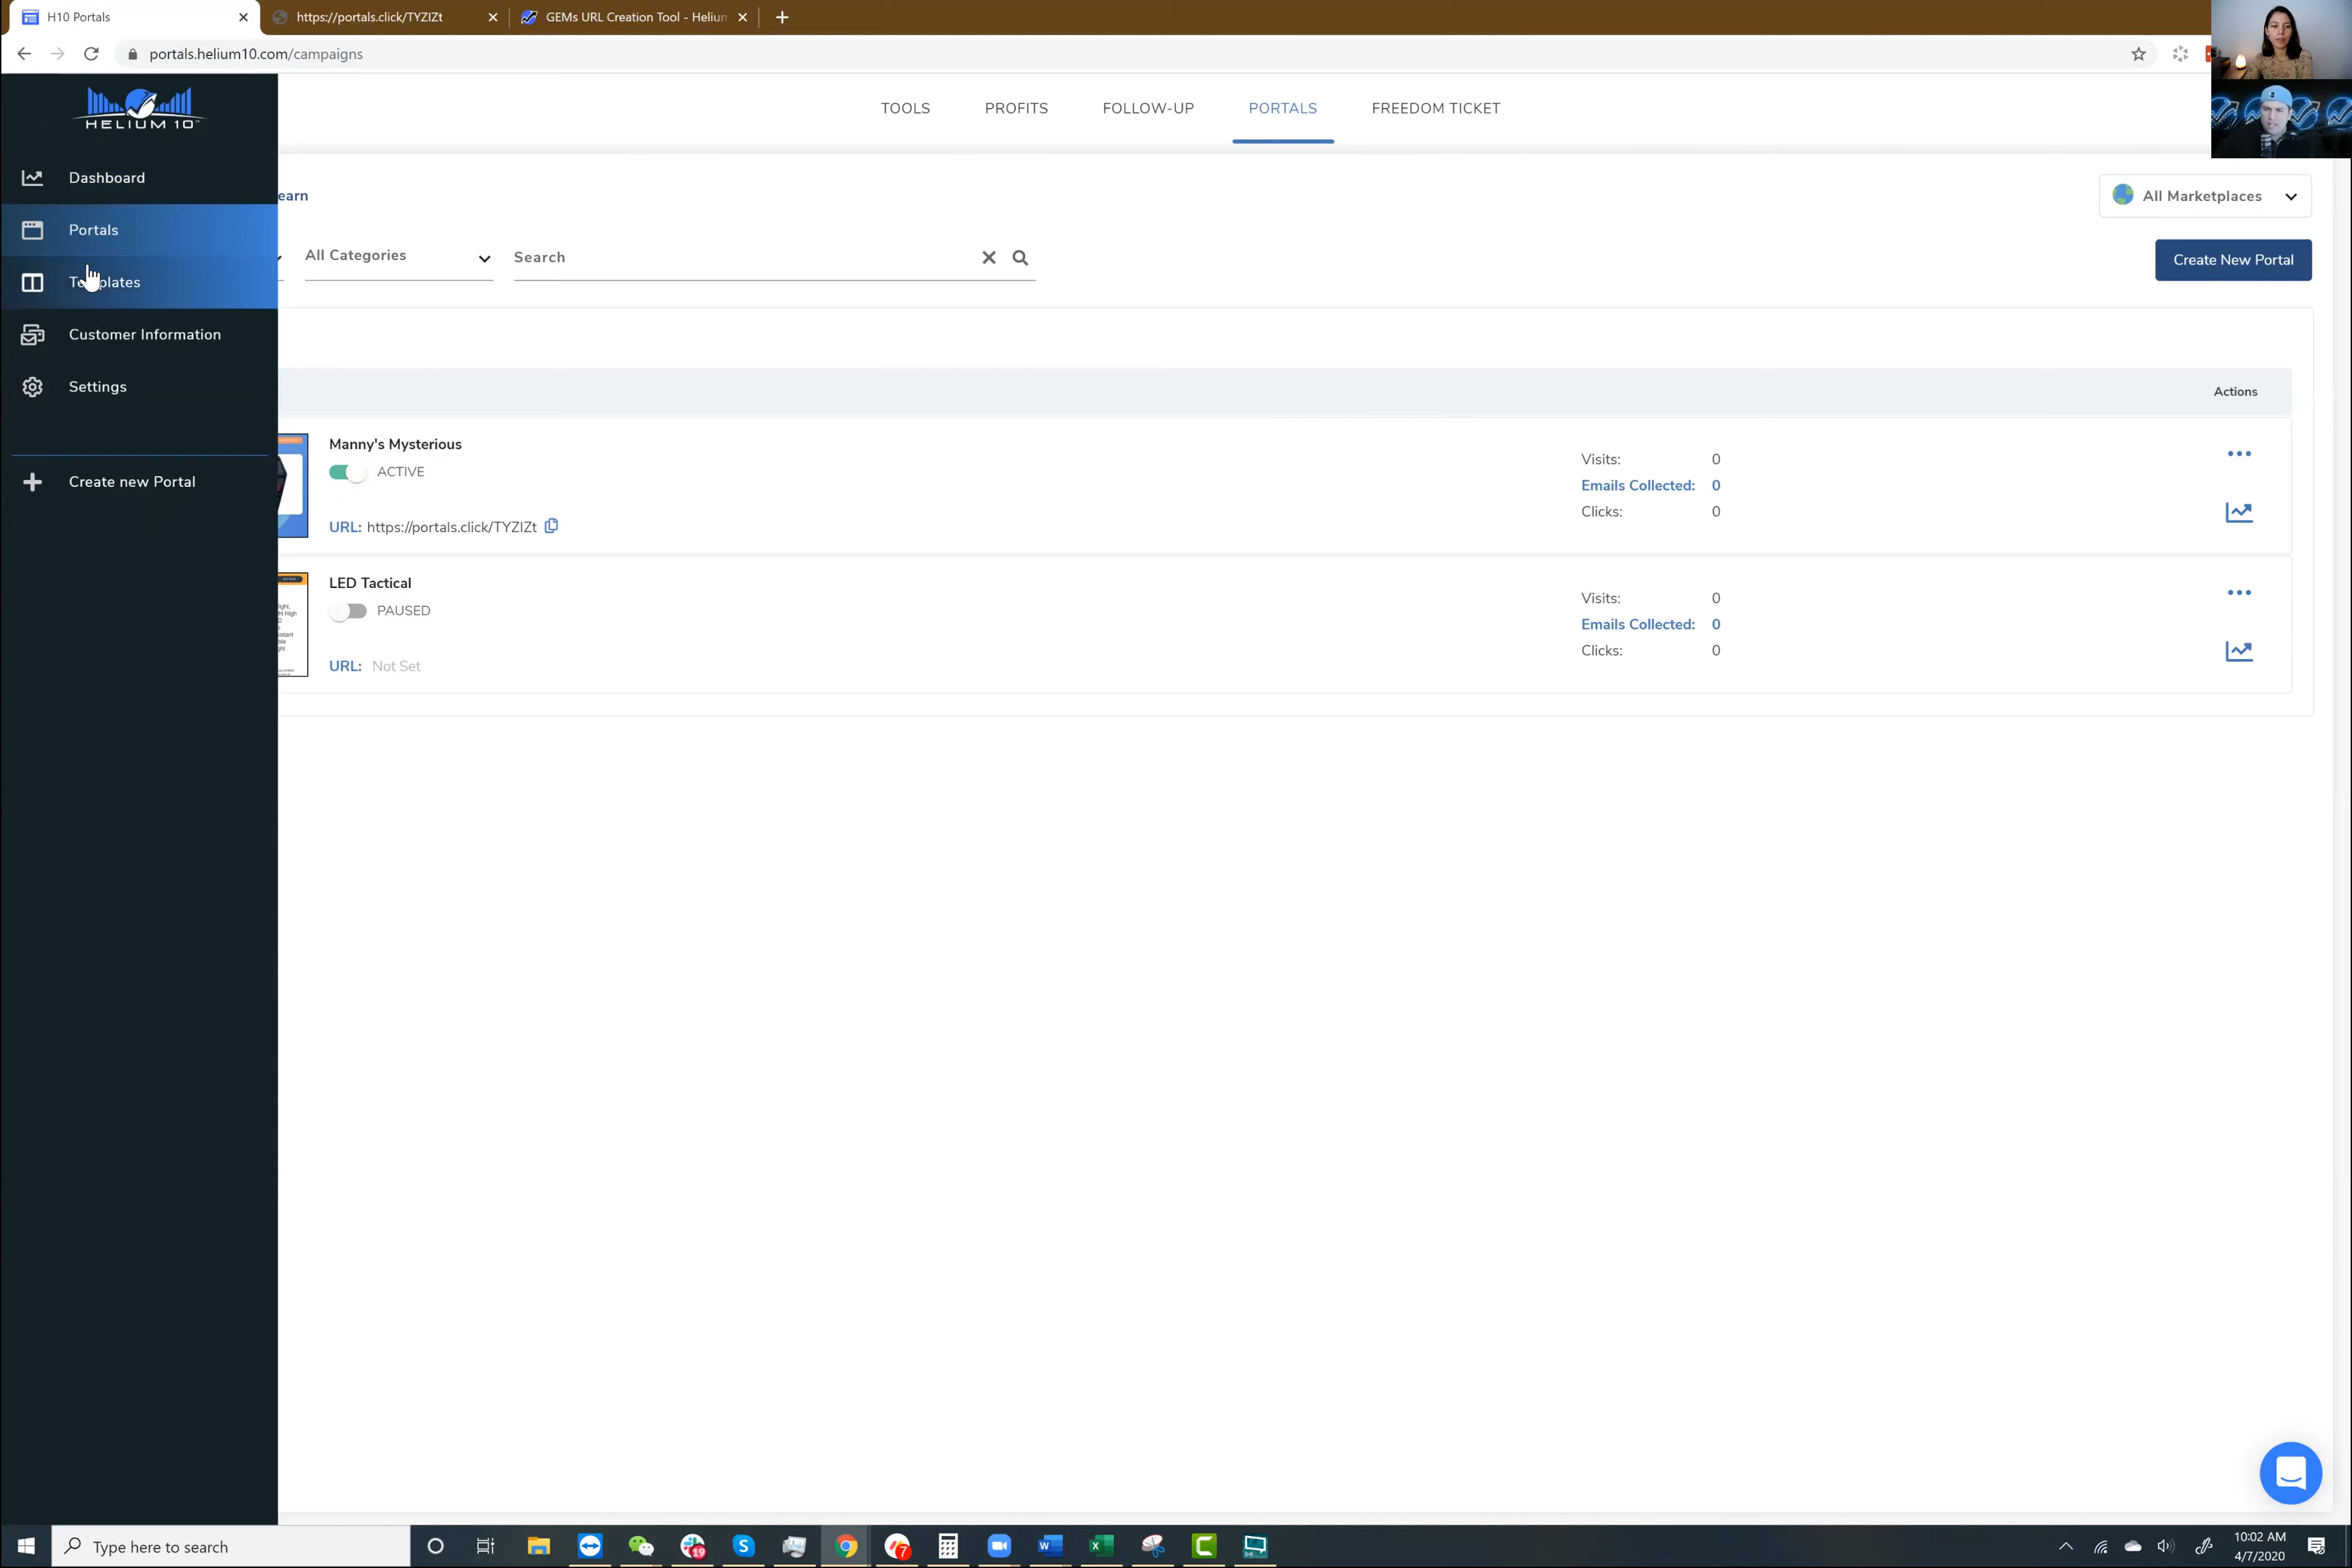 H10 Portals
https://portals.click/TYZIZt
GEMs URL Creation Tool - Helium
portals.helium10.com/campaigns
HELIUM 10
TOOLS
PROFITS
FOLLOW-UP
PORTALS
FREEDOM TICKET
Dashboard
Portals
Templates
Customer Information
Settings
Create new Portal
earn
All Marketplaces
All Categories
Search
Create New Portal
Actions
Manny's Mysterious
ACTIVE
URL: https://portals.click/TYZIZt
Visits: 0
Emails Collected: 0
Clicks: 0
LED Tactical
PAUSED
URL: Not Set
Visits: 0
Emails Collected: 0
Clicks: 0
Type here to search
19
7
10:02 AM
4/7/2020